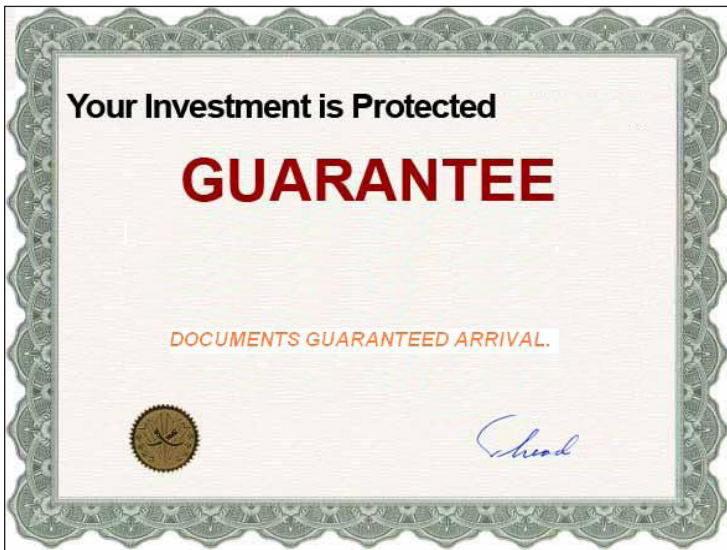 Your Investment is Protected
GUARANTEE
DOCUMENTS GUARANTEED ARRIVAL.